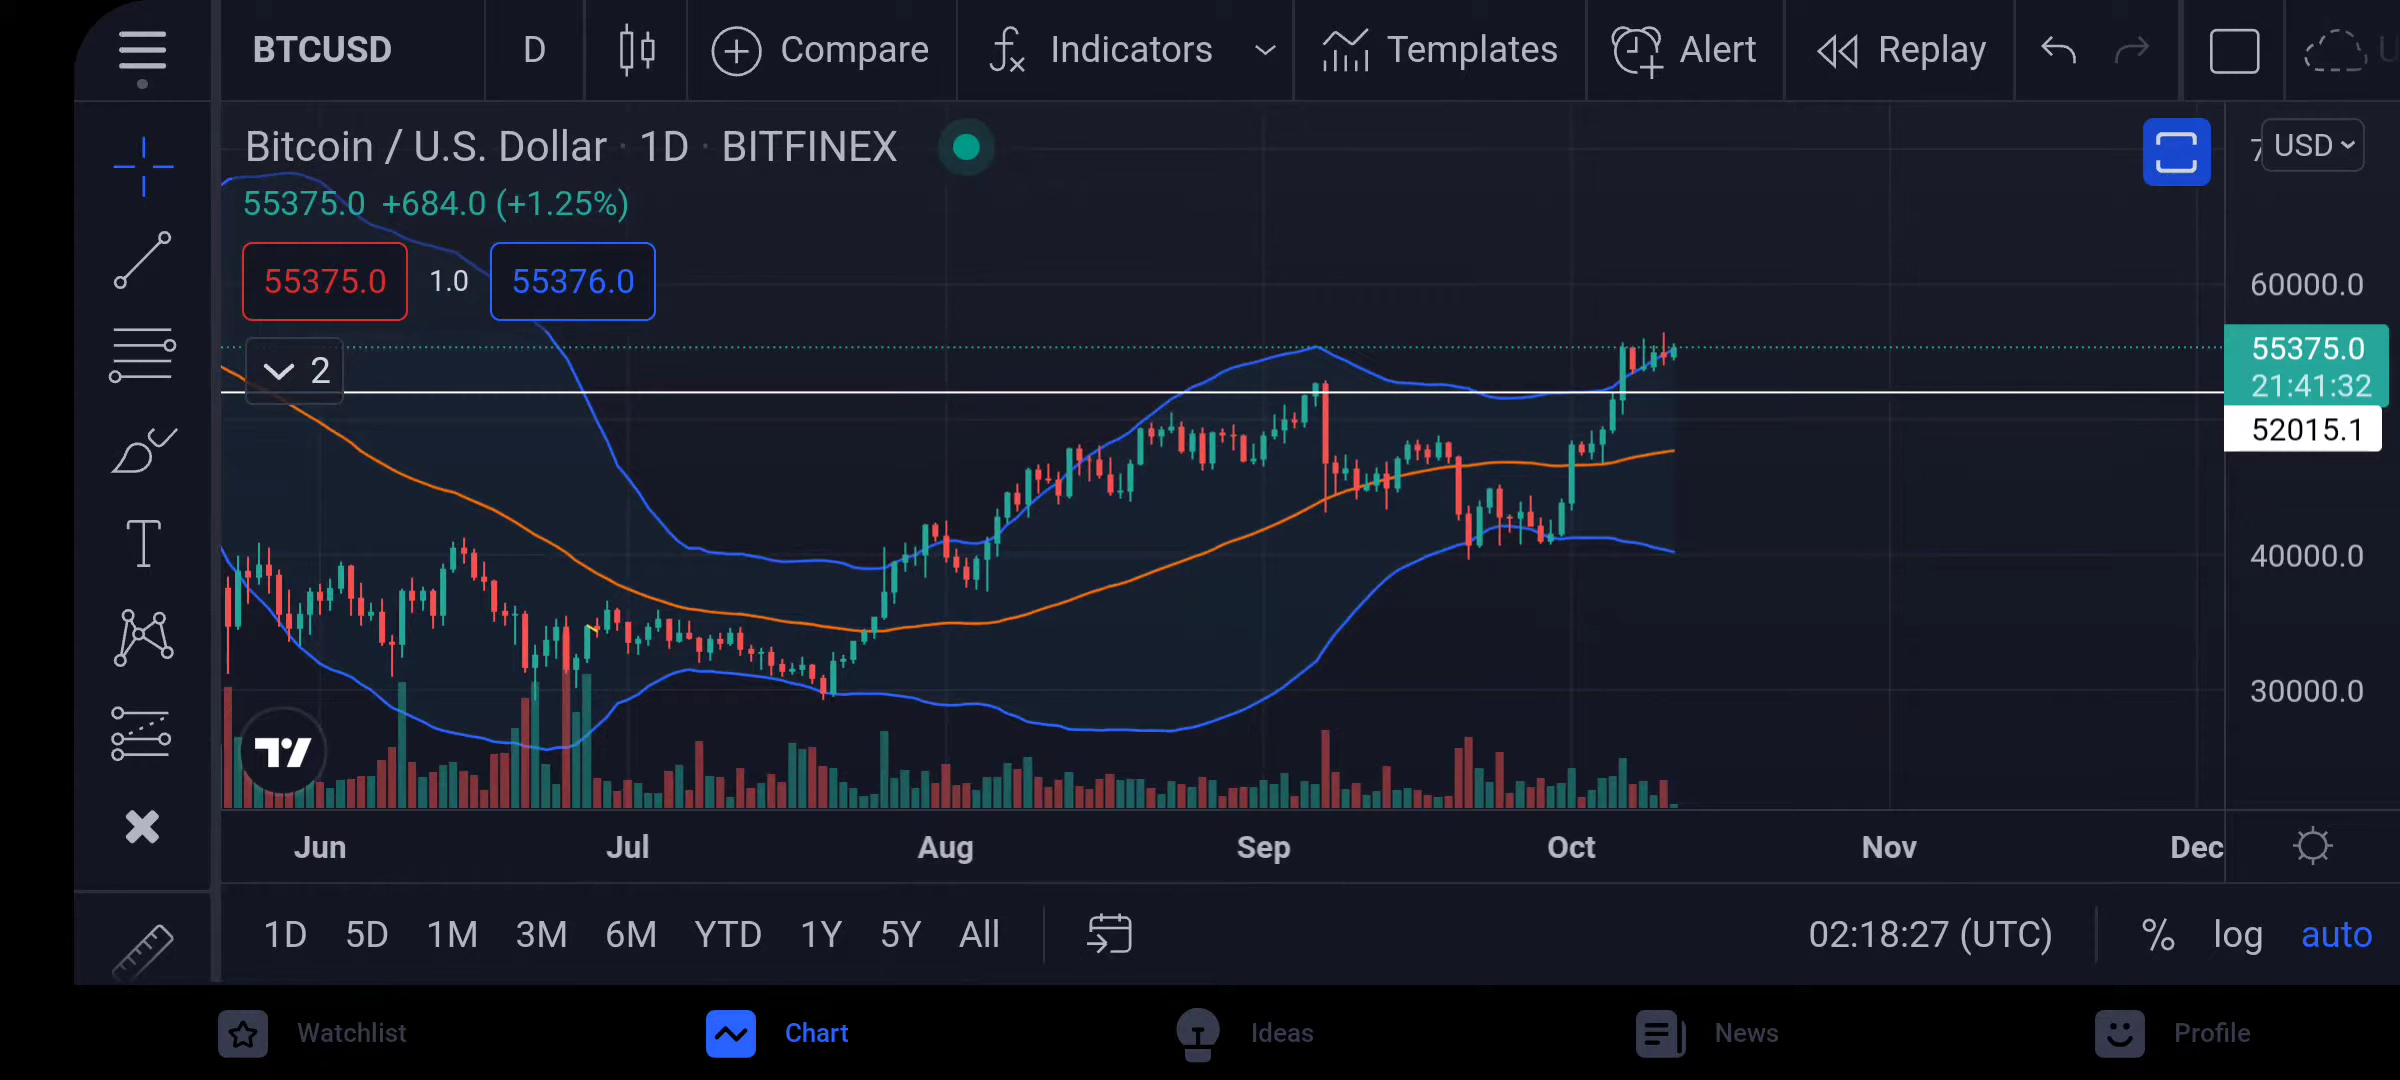 BTCUSD D Compare Indicators Templates Alert Replay
Bitcoin / U.S. Dollar · 1D · BITFINEX
USD
55375.0 +684.0 (+1.25%)
55375.0 1.0 55376.0
60000.0
2
55375.0
21:41:32
52015.1
40000.0
30000.0
Jun Jul Aug Sep Oct Nov Dec
1D 5D 1M 3M 6M YTD 1Y 5Y All 02:18:27 (UTC) % log auto
Watchlist Chart Ideas News Profile